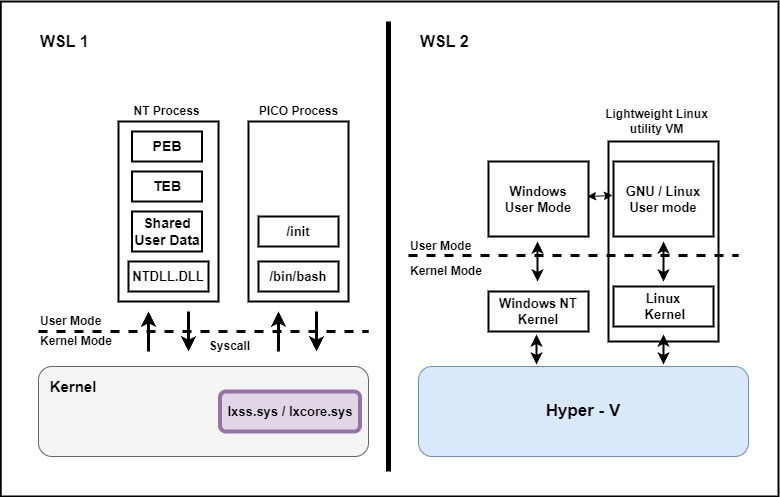 WSL 1
NT Process
PEB
TEB
Shared
User Data
NTDLL.DLL
PICO Process
/init
/bin/bash
User Mode
Kernel Mode
Syscall
Kernel
lxss.sys / lxcore.sys
WSL 2
Lightweight Linux
utility VM
Windows
User Mode
GNU / Linux
User mode
User Mode
Kernel Mode
Windows NT
Kernel
Linux
Kernel
Hyper - V